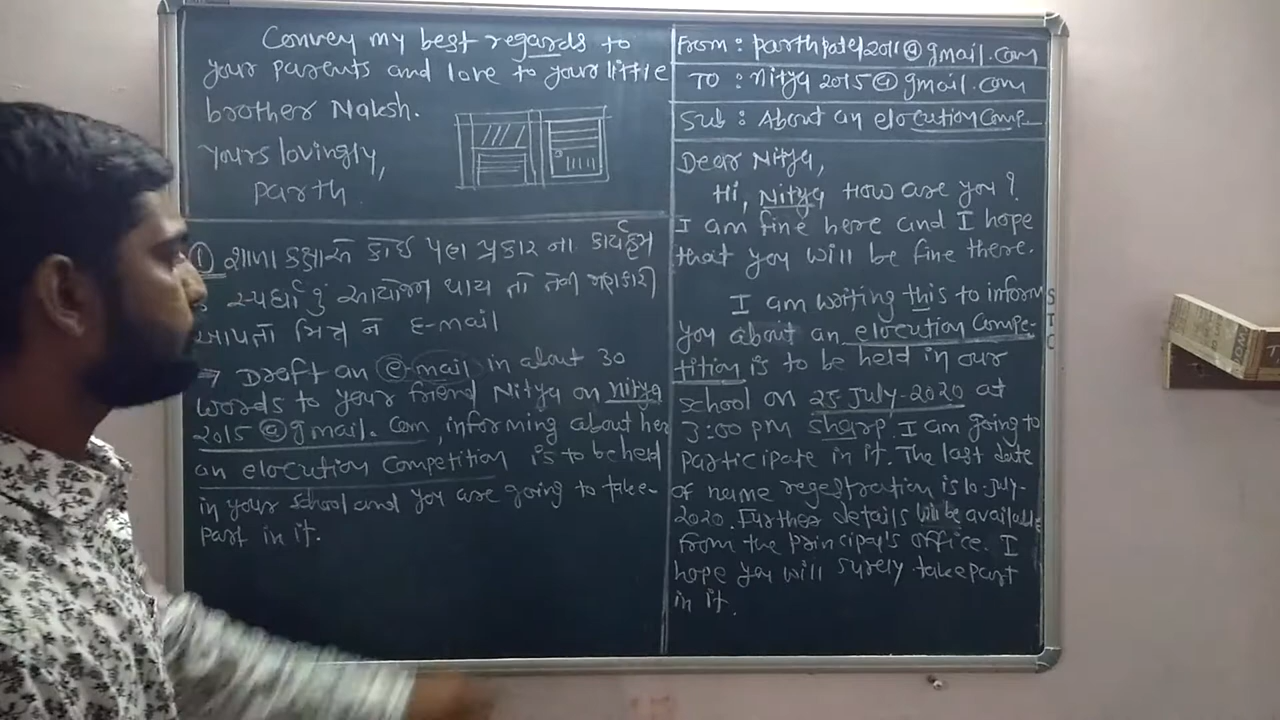 Convey my best regards to
your parents and love to your little
brother Naksh.
Yours lovingly,
Parth
① શાળા કક્ષાએ કોઈ પણ પ્રકાર ના કાર્યક્રમ
સ્પર્ધા નું આયોજન થાય તો તેની જાણકારી
આપતો મિત્ર ને E-mail
→ Draft an e-mail in about 30
words to your friend Nitya on nitya
2015@gmail.com, informing about her
an elocution competition is to be held
in your school and you are going to take-
part in it.
From : parthpatel2011@gmail.com
To : nitya2015@gmail.com
Sub : About an elocution Comp-
Dear Nitya,
Hi, Nitya How are you?
I am fine here and I hope
that you will be fine there.
I am writing this to inform
you about an elocution Compe-
tition is to be held in our
school on 25-July-2020 at
3:00 PM sharp. I am going to
participate in it. The last date
of name regestration is 10-July-
2020. Further details will be available
from the principal's office. I
hope you will surely take part
in it.
STC